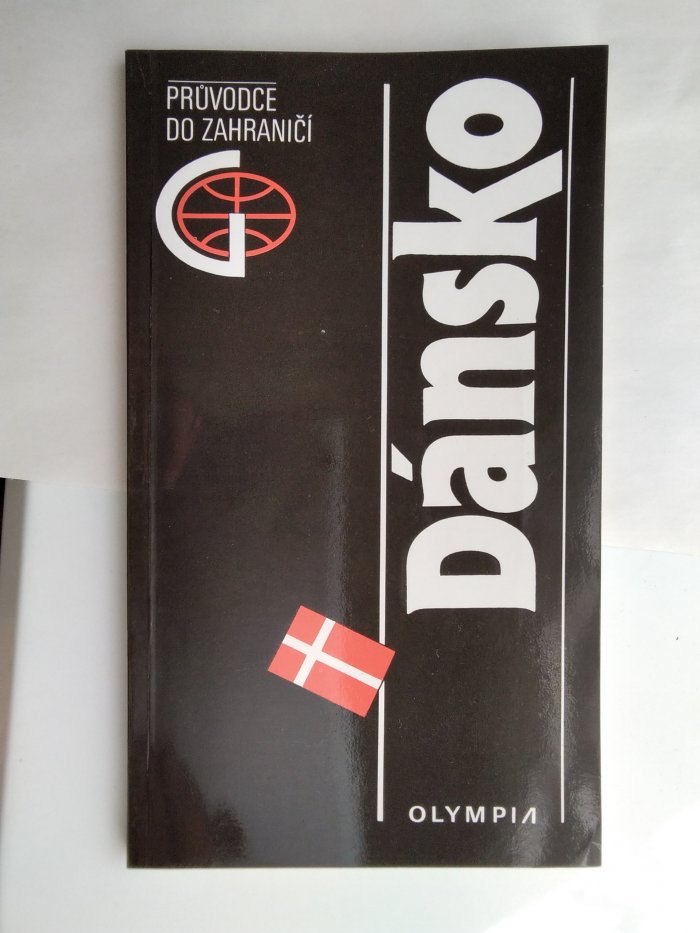 PRŮVODCE
DO ZAHRANIČÍ
Dánsko
OLYMPIA